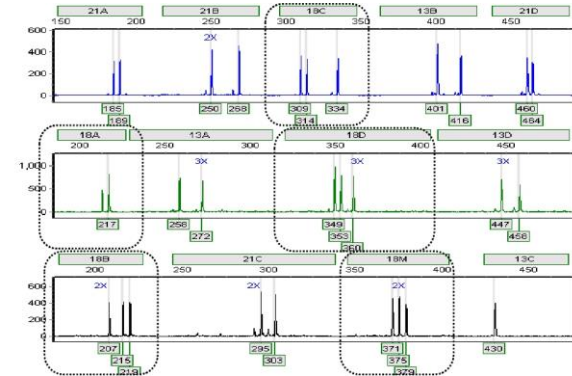 21A 21B 18C 13B 21D
150 200 250 300 350 400 450
600 400 200 0
2X
185 250 268 309 334 401 460
189 314 416 464
18A 13A 18D 13D
200 250 300 350 400 450
1,000 500 0
3X 3X 3X
217 258 349 447
272 353 456
360
18B 21C 18M 13C
200 250 300 350 400 450
600 400 200 0
2X 2X 2X
207 295 371 430
215 303 375
219 379